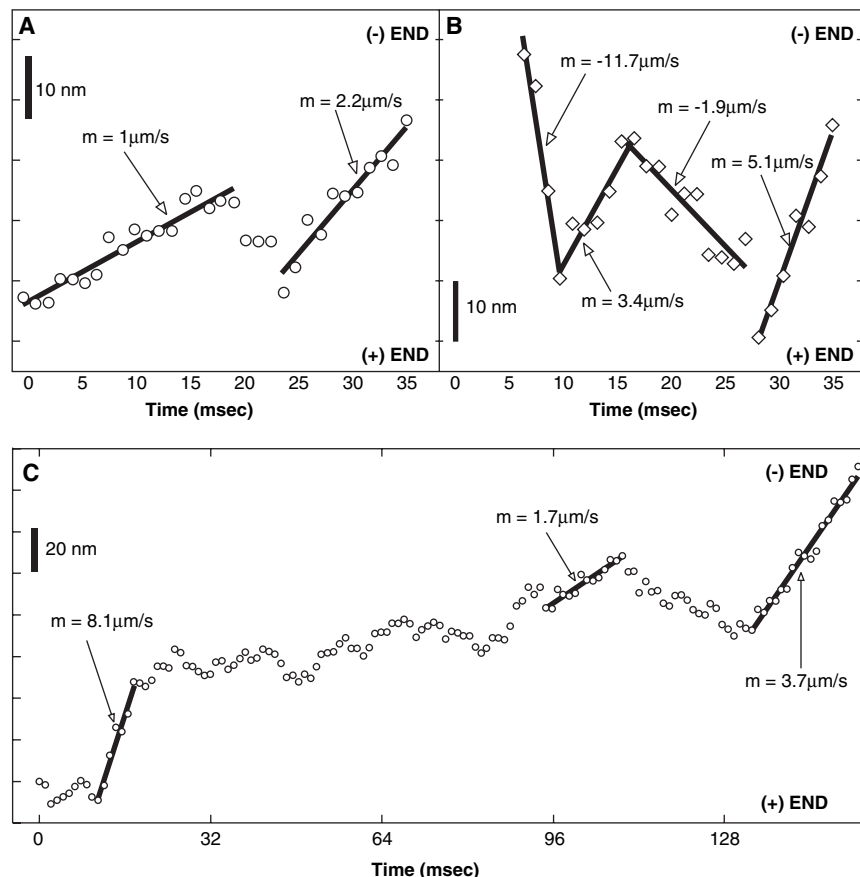 A
(-) END
10 nm
m = 2.2μm/s
m = 1μm/s
(+) END
0 5 10 15 20 25 30 35
Time (msec)
B
(-) END
m = -11.7μm/s
m = -1.9μm/s
m = 5.1μm/s
10 nm
m = 3.4μm/s
(+) END
0 5 10 15 20 25 30 35
Time (msec)
C
(-) END
m = 1.7μm/s
20 nm
m = 8.1μm/s
m = 3.7μm/s
(+) END
0 32 64 96 128
Time (msec)